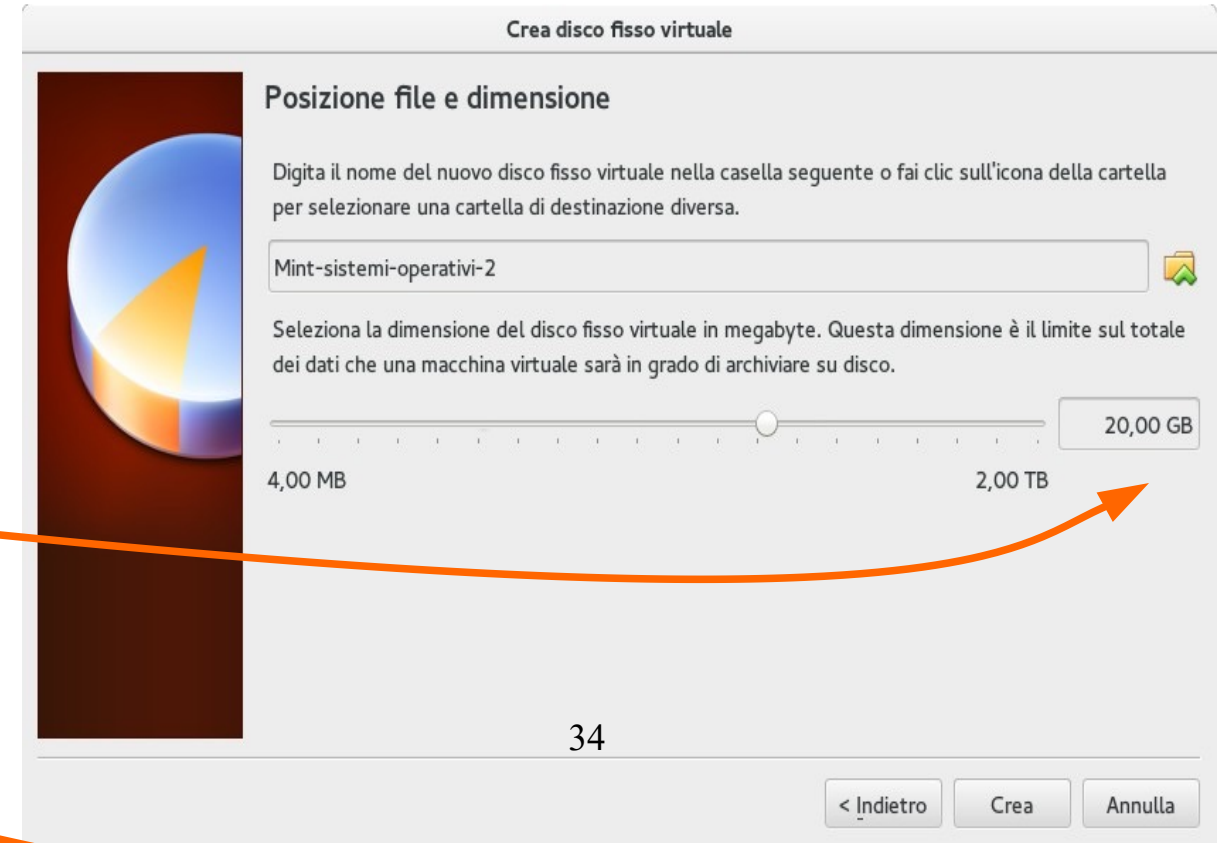 Crea disco fisso virtuale
Posizione file e dimensione
Digita il nome del nuovo disco fisso virtuale nella casella seguente o fai clic sull'icona della cartella
per selezionare una cartella di destinazione diversa.
Mint-sistemi-operativi-2
Seleziona la dimensione del disco fisso virtuale in megabyte. Questa dimensione è il limite sul totale
dei dati che una macchina virtuale sarà in grado di archiviare su disco.
20,00 GB
4,00 MB 2,00 TB
34
< Indietro Crea Annulla